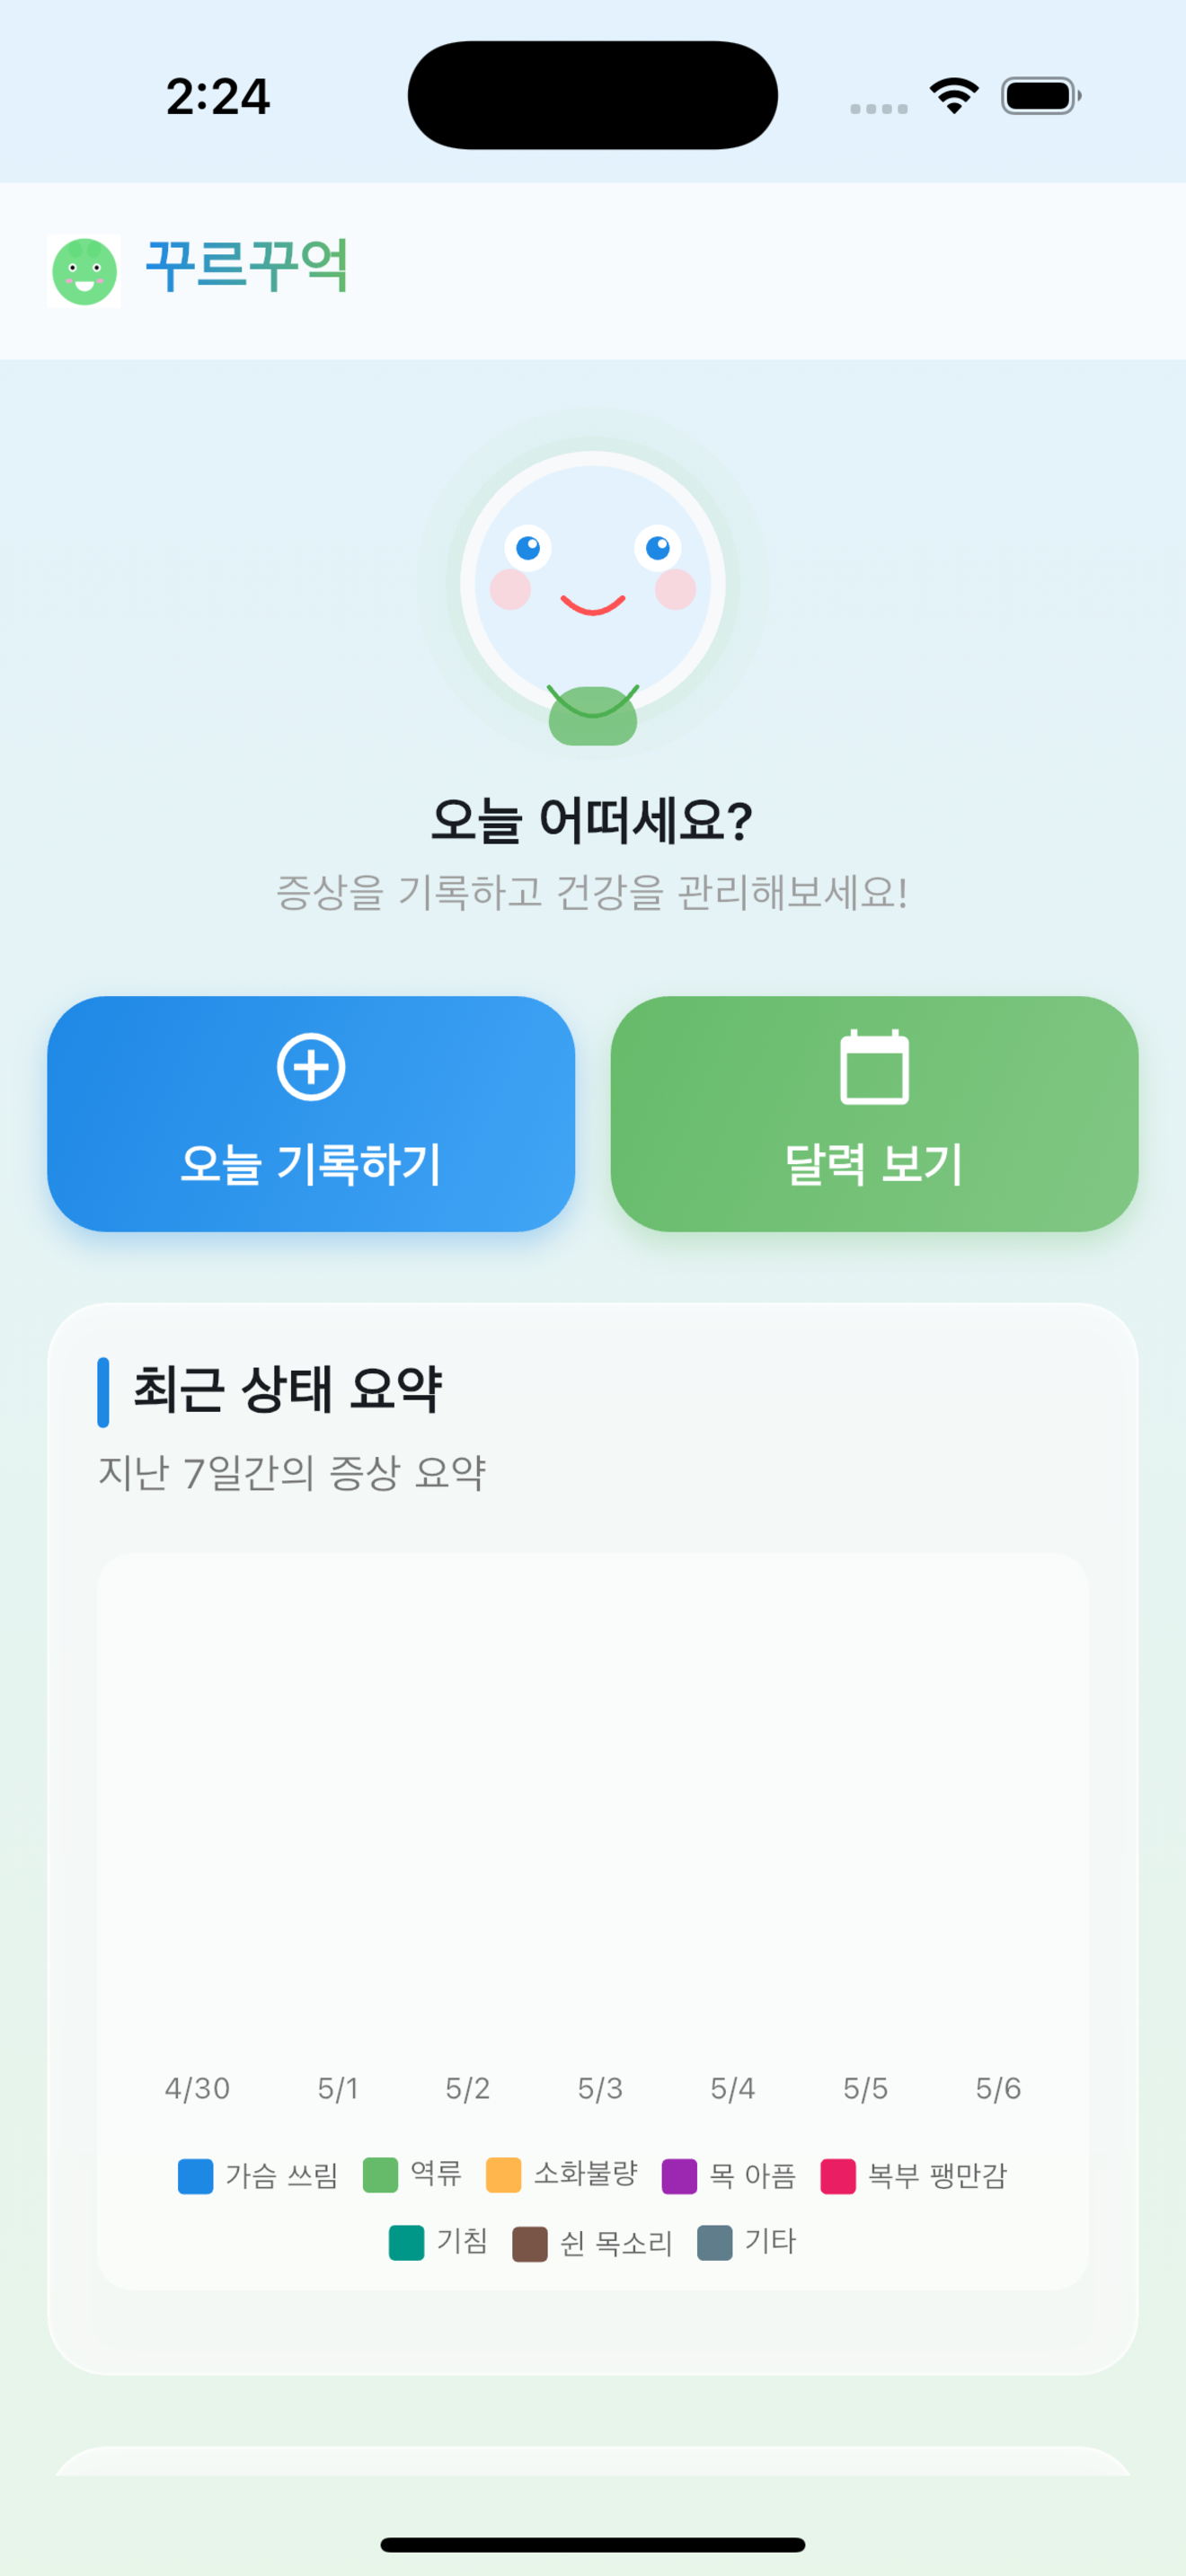 2:24
꾸르꾸억
오늘 어떠세요?
증상을 기록하고 건강을 관리해보세요!
오늘 기록하기
달력 보기
최근 상태 요약
지난 7일간의 증상 요약
4/30 5/1 5/2 5/3 5/4 5/5 5/6
가슴 쓰림 역류 소화불량 목 아픔 복부 팽만감
기침 쉰 목소리 기타